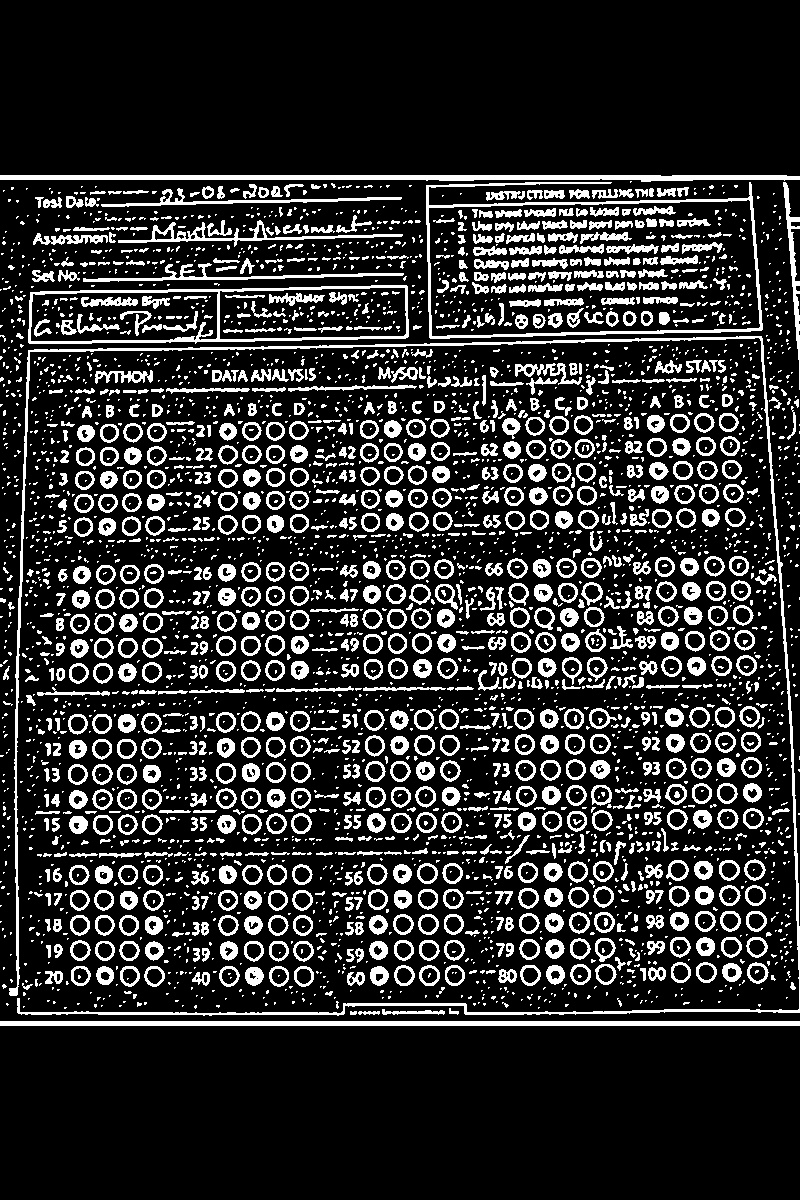 Test Date: 23-08-2025
Assessment: Monthly Assessment
Set No: SET-A
Candidate Sign:
Invigilator Sign:
INSTRUCTIONS FOR FILLING THE SHEET
1. This sheet should not be folded or crushed.
2. Use only blue/black ball point pen to fill the circles.
3. Use of pencil is strictly prohibited.
4. Circles should be darkened completely and properly.
5. Cutting and erasing on this sheet is not allowed.
6. Do not use any stray marks on the sheet.
7. Do not use marker or white fluid to hide the mark.
WRONG METHODS CORRECT METHOD
PYTHON DATA ANALYSIS MySQL POWER BI Adv STATS
A B C D A B C D A B C D A B C D A B C D
1 21 41 61 81
2 22 42 62 82
3 23 43 63 83
4 24 44 64 84
5 25 45 65 85
6 26 46 66 86
7 27 47 67 87
8 28 48 68 88
9 29 49 69 89
10 30 50 70 90
11 31 51 71 91
12 32 52 72 92
13 33 53 73 93
14 34 54 74 94
15 35 55 75 95
16 36 56 76 96
17 37 57 77 97
18 38 58 78 98
19 39 59 79 99
20 40 60 80 100